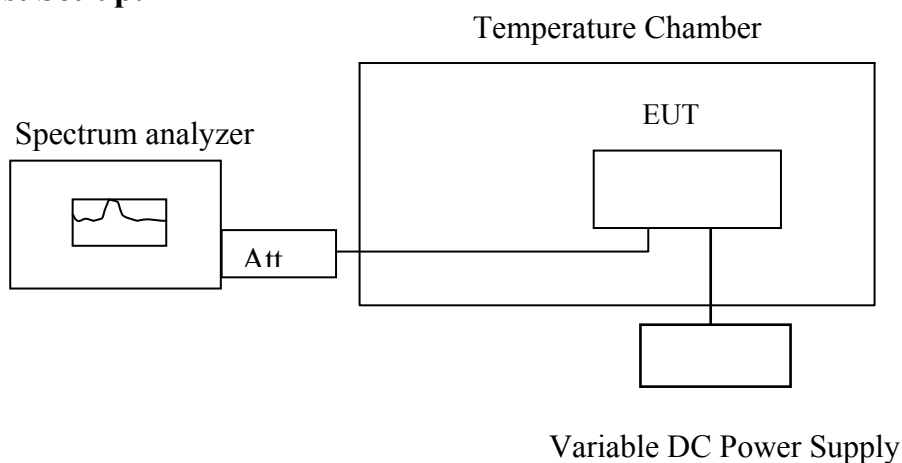 Temperature Chamber
EUT
Spectrum analyzer
Att
Variable DC Power Supply